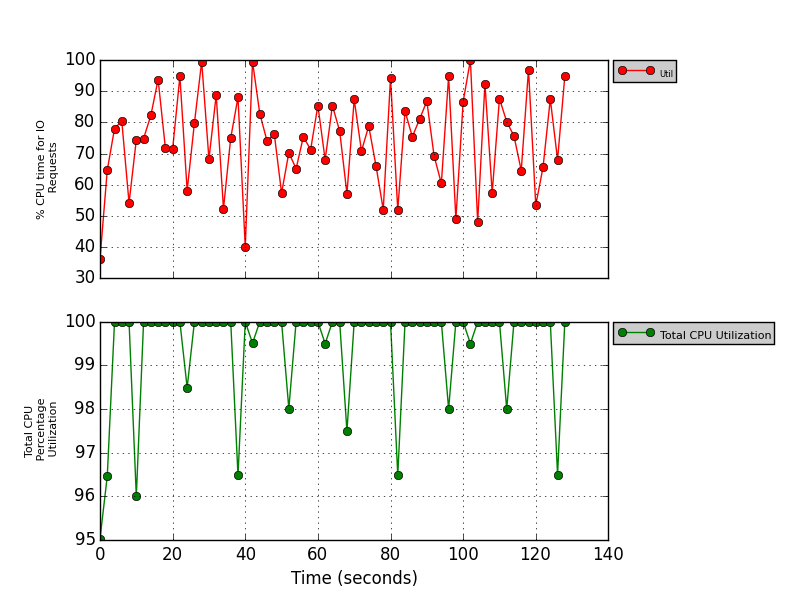 100
90
80
70
60
50
40
30
% CPU time for IO
Requests
Util
100
99
98
97
96
95
Total CPU
Percentage
Utilization
Total CPU Utilization
0 20 40 60 80 100 120 140
Time (seconds)